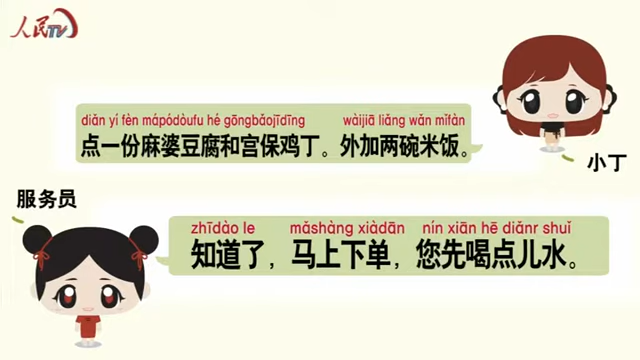 人民TV
diǎn yí fèn mápódòufu hé gōngbǎojīdīng wàijiā liǎng wǎn mǐfàn
点一份麻婆豆腐和宫保鸡丁。外加两碗米饭。
小丁
服务员
zhīdào le mǎshàng xiàdān nín xiān hē diǎnr shuǐ
知道了，马上下单，您先喝点儿水。